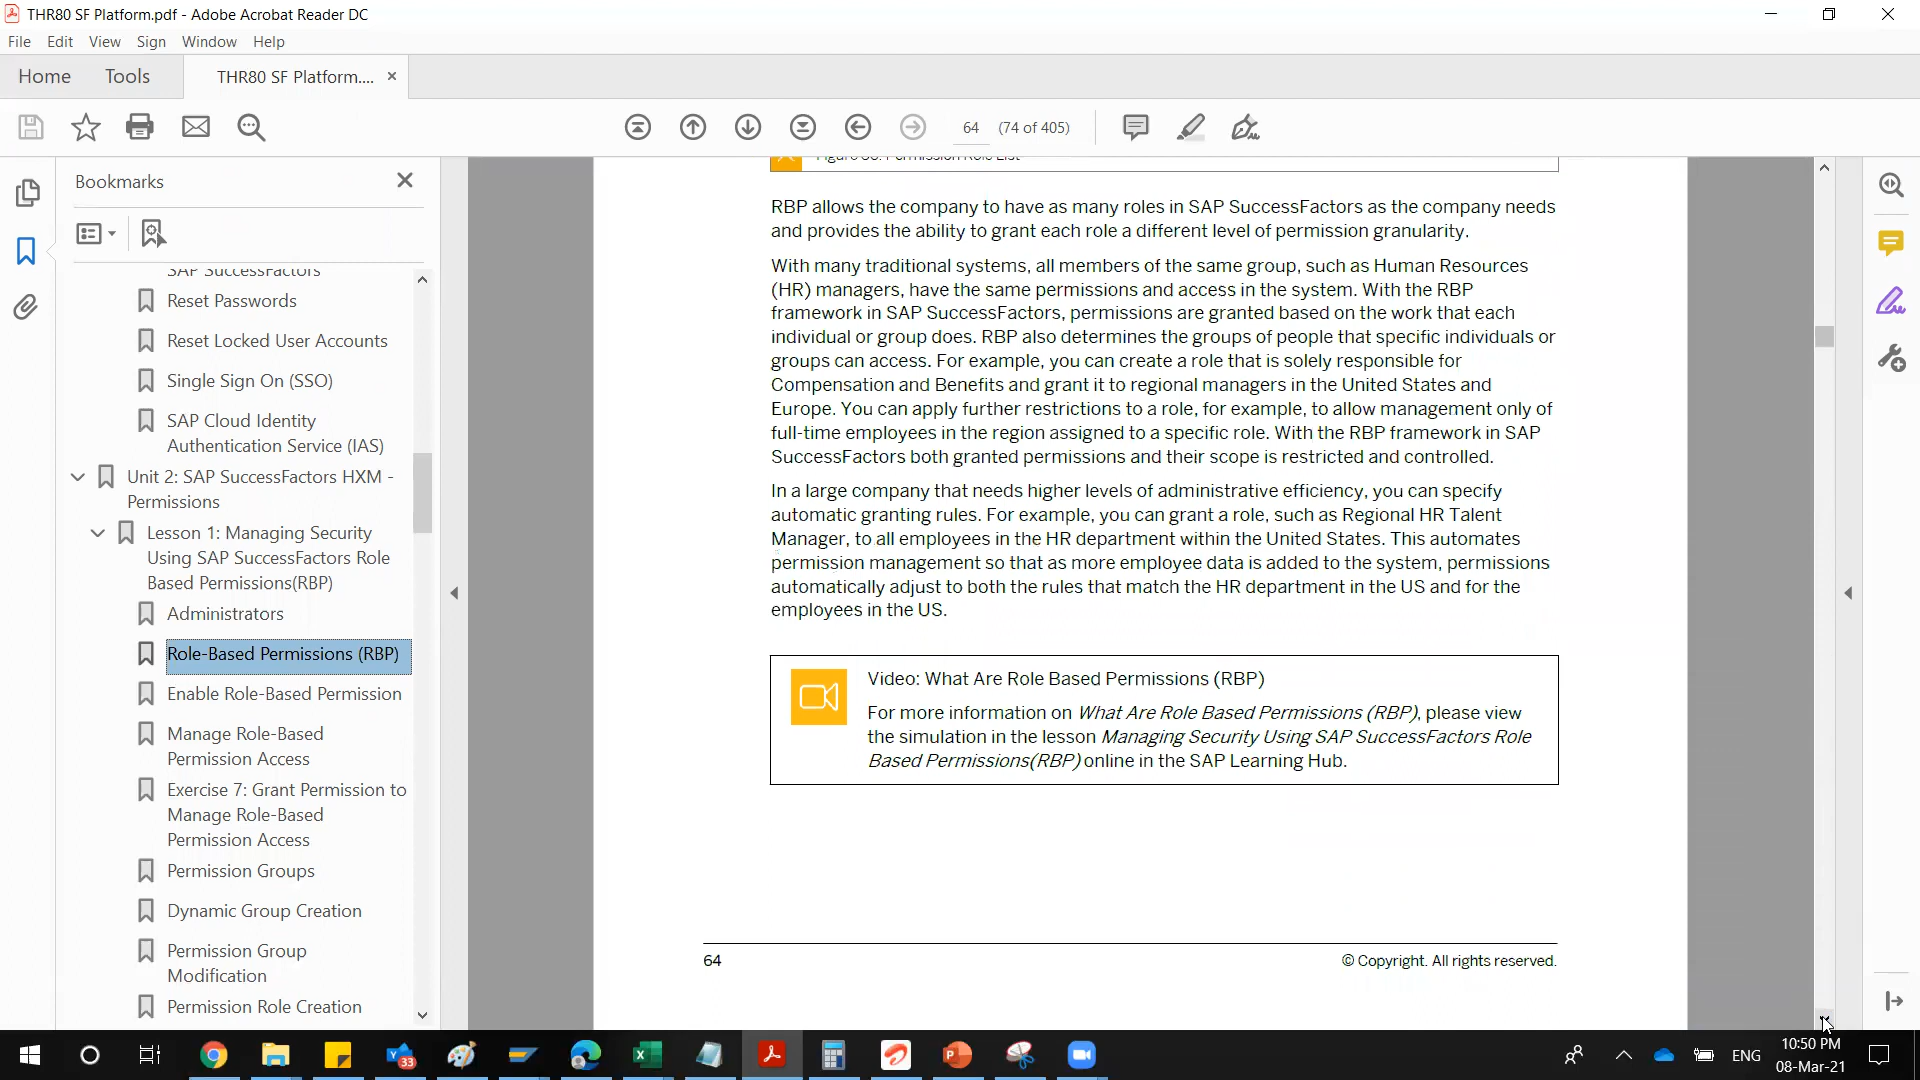 THR80 SF Platform.pdf - Adobe Acrobat Reader DC
File Edit View Sign Window Help
Home Tools THR80 SF Platform....
64 (74 of 405)
Bookmarks
SAP SuccessFactors
Reset Passwords
Reset Locked User Accounts
Single Sign On (SSO)
SAP Cloud Identity
Authentication Service (IAS)
Unit 2: SAP SuccessFactors HXM -
Permissions
Lesson 1: Managing Security
Using SAP SuccessFactors Role
Based Permissions(RBP)
Administrators
Role-Based Permissions (RBP)
Enable Role-Based Permission
Manage Role-Based
Permission Access
Exercise 7: Grant Permission to
Manage Role-Based
Permission Access
Permission Groups
Dynamic Group Creation
Permission Group
Modification
Permission Role Creation
Permission Role List
RBP allows the company to have as many roles in SAP SuccessFactors as the company needs
and provides the ability to grant each role a different level of permission granularity.
With many traditional systems, all members of the same group, such as Human Resources
(HR) managers, have the same permissions and access in the system. With the RBP
framework in SAP SuccessFactors, permissions are granted based on the work that each
individual or group does. RBP also determines the groups of people that specific individuals or
groups can access. For example, you can create a role that is solely responsible for
Compensation and Benefits and grant it to regional managers in the United States and
Europe. You can apply further restrictions to a role, for example, to allow management only of
full-time employees in the region assigned to a specific role. With the RBP framework in SAP
SuccessFactors both granted permissions and their scope is restricted and controlled.
In a large company that needs higher levels of administrative efficiency, you can specify
automatic granting rules. For example, you can grant a role, such as Regional HR Talent
Manager, to all employees in the HR department within the United States. This automates
permission management so that as more employee data is added to the system, permissions
automatically adjust to both the rules that match the HR department in the US and for the
employees in the US.
Video: What Are Role Based Permissions (RBP)
For more information on What Are Role Based Permissions (RBP), please view
the simulation in the lesson Managing Security Using SAP SuccessFactors Role
Based Permissions(RBP) online in the SAP Learning Hub.
64
© Copyright. All rights reserved.
33
ENG
10:50 PM
08-Mar-21